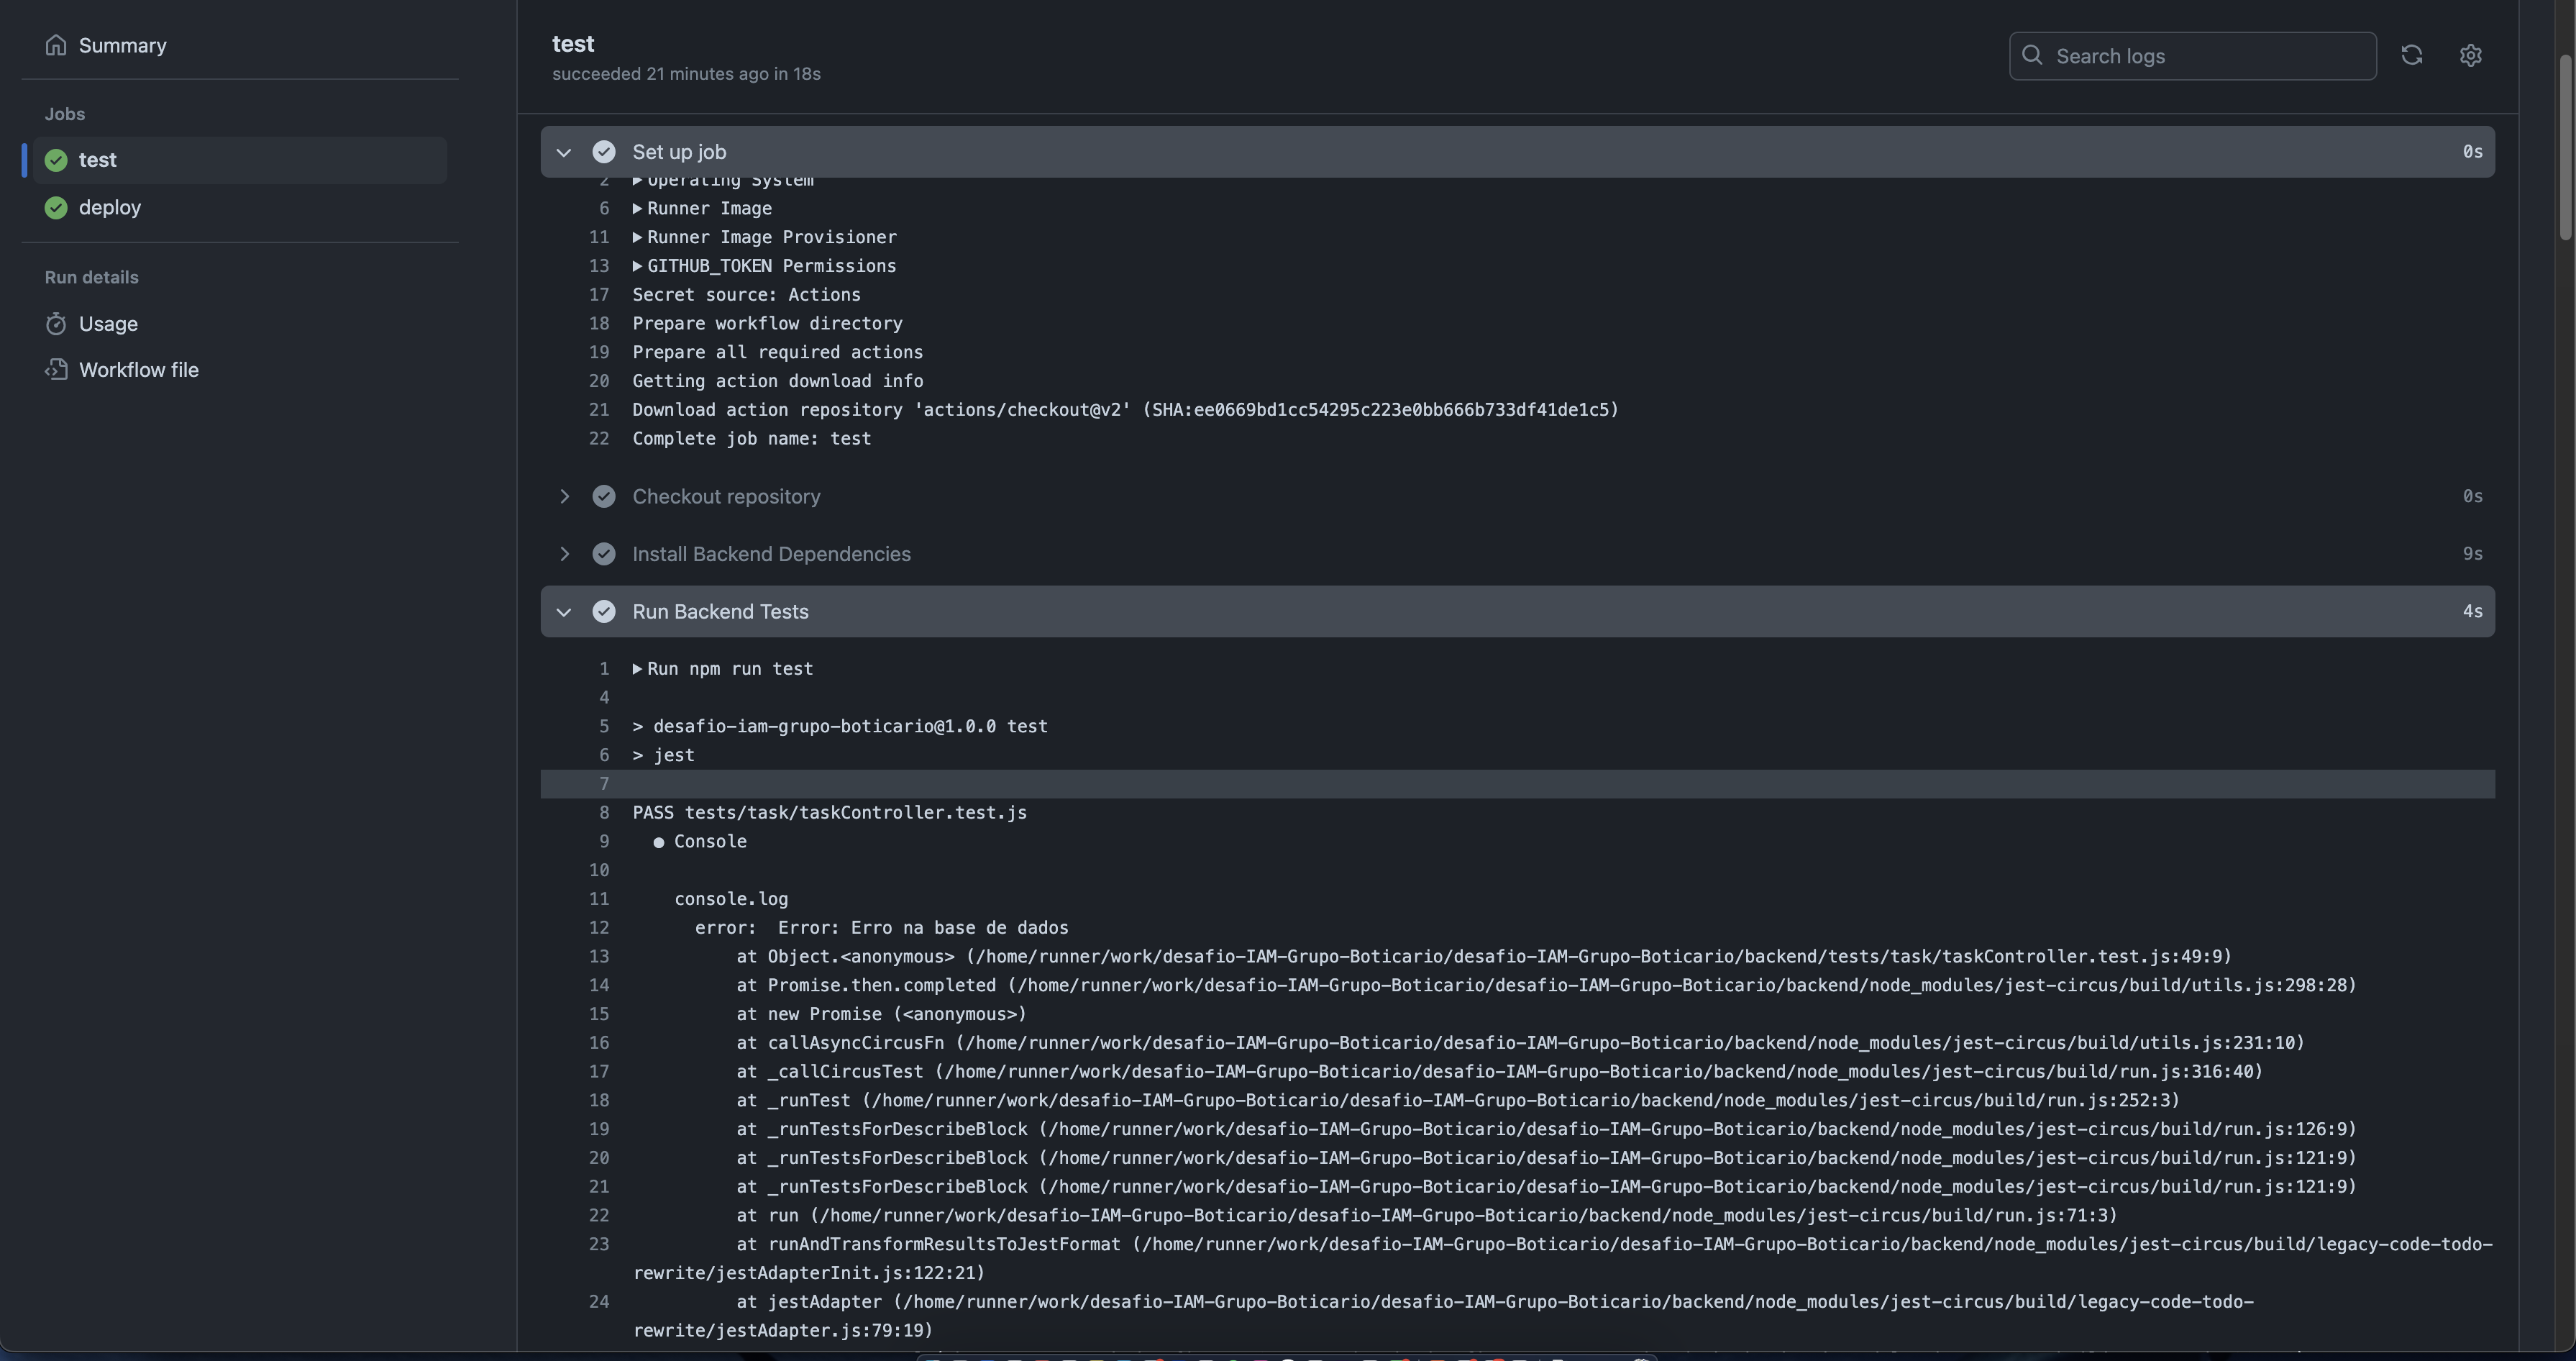 Summary
Jobs
test
deploy
Run details
Usage
Workflow file
test
succeeded 21 minutes ago in 18s
Search logs
Set up job 0s
2 ▶Operating System
6 ▶Runner Image
11 ▶Runner Image Provisioner
13 ▶GITHUB_TOKEN Permissions
17 Secret source: Actions
18 Prepare workflow directory
19 Prepare all required actions
20 Getting action download info
21 Download action repository 'actions/checkout@v2' (SHA:ee0669bd1cc54295c223e0bb666b733df41de1c5)
22 Complete job name: test
Checkout repository 0s
Install Backend Dependencies 9s
Run Backend Tests 4s
1 ▶Run npm run test
4
5 > desafio-iam-grupo-boticario@1.0.0 test
6 > jest
7
8 PASS tests/task/taskController.test.js
9 ● Console
10
11 console.log
12 error:  Error: Erro na base de dados
13 at Object.<anonymous> (/home/runner/work/desafio-IAM-Grupo-Boticario/desafio-IAM-Grupo-Boticario/backend/tests/task/taskController.test.js:49:9)
14 at Promise.then.completed (/home/runner/work/desafio-IAM-Grupo-Boticario/desafio-IAM-Grupo-Boticario/backend/node_modules/jest-circus/build/utils.js:298:28)
15 at new Promise (<anonymous>)
16 at callAsyncCircusFn (/home/runner/work/desafio-IAM-Grupo-Boticario/desafio-IAM-Grupo-Boticario/backend/node_modules/jest-circus/build/utils.js:231:10)
17 at _callCircusTest (/home/runner/work/desafio-IAM-Grupo-Boticario/desafio-IAM-Grupo-Boticario/backend/node_modules/jest-circus/build/run.js:316:40)
18 at _runTest (/home/runner/work/desafio-IAM-Grupo-Boticario/desafio-IAM-Grupo-Boticario/backend/node_modules/jest-circus/build/run.js:252:3)
19 at _runTestsForDescribeBlock (/home/runner/work/desafio-IAM-Grupo-Boticario/desafio-IAM-Grupo-Boticario/backend/node_modules/jest-circus/build/run.js:126:9)
20 at _runTestsForDescribeBlock (/home/runner/work/desafio-IAM-Grupo-Boticario/desafio-IAM-Grupo-Boticario/backend/node_modules/jest-circus/build/run.js:121:9)
21 at _runTestsForDescribeBlock (/home/runner/work/desafio-IAM-Grupo-Boticario/desafio-IAM-Grupo-Boticario/backend/node_modules/jest-circus/build/run.js:121:9)
22 at run (/home/runner/work/desafio-IAM-Grupo-Boticario/desafio-IAM-Grupo-Boticario/backend/node_modules/jest-circus/build/run.js:71:3)
23 at runAndTransformResultsToJestFormat (/home/runner/work/desafio-IAM-Grupo-Boticario/desafio-IAM-Grupo-Boticario/backend/node_modules/jest-circus/build/legacy-code-todo-
rewrite/jestAdapterInit.js:122:21)
24 at jestAdapter (/home/runner/work/desafio-IAM-Grupo-Boticario/desafio-IAM-Grupo-Boticario/backend/node_modules/jest-circus/build/legacy-code-todo-
rewrite/jestAdapter.js:79:19)